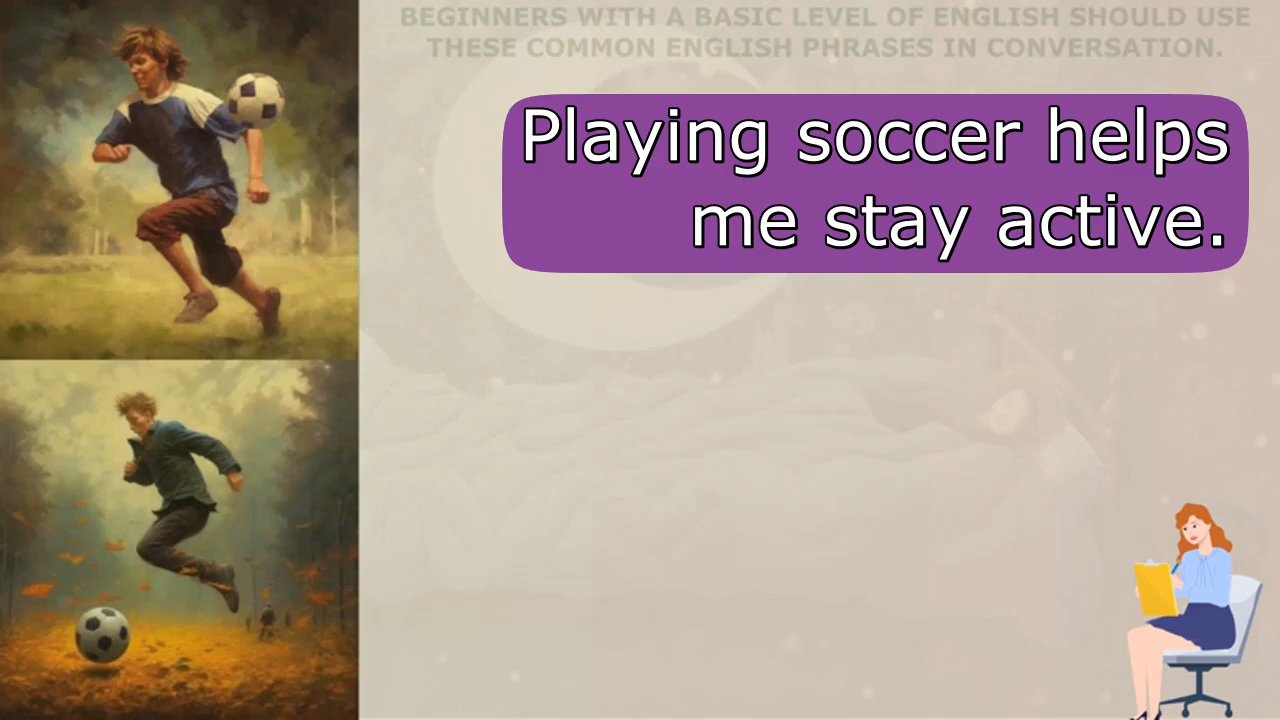 BEGINNERS WITH A BASIC LEVEL OF ENGLISH SHOULD USE
THESE COMMON ENGLISH PHRASES IN CONVERSATION.
Playing soccer helps
me stay active.